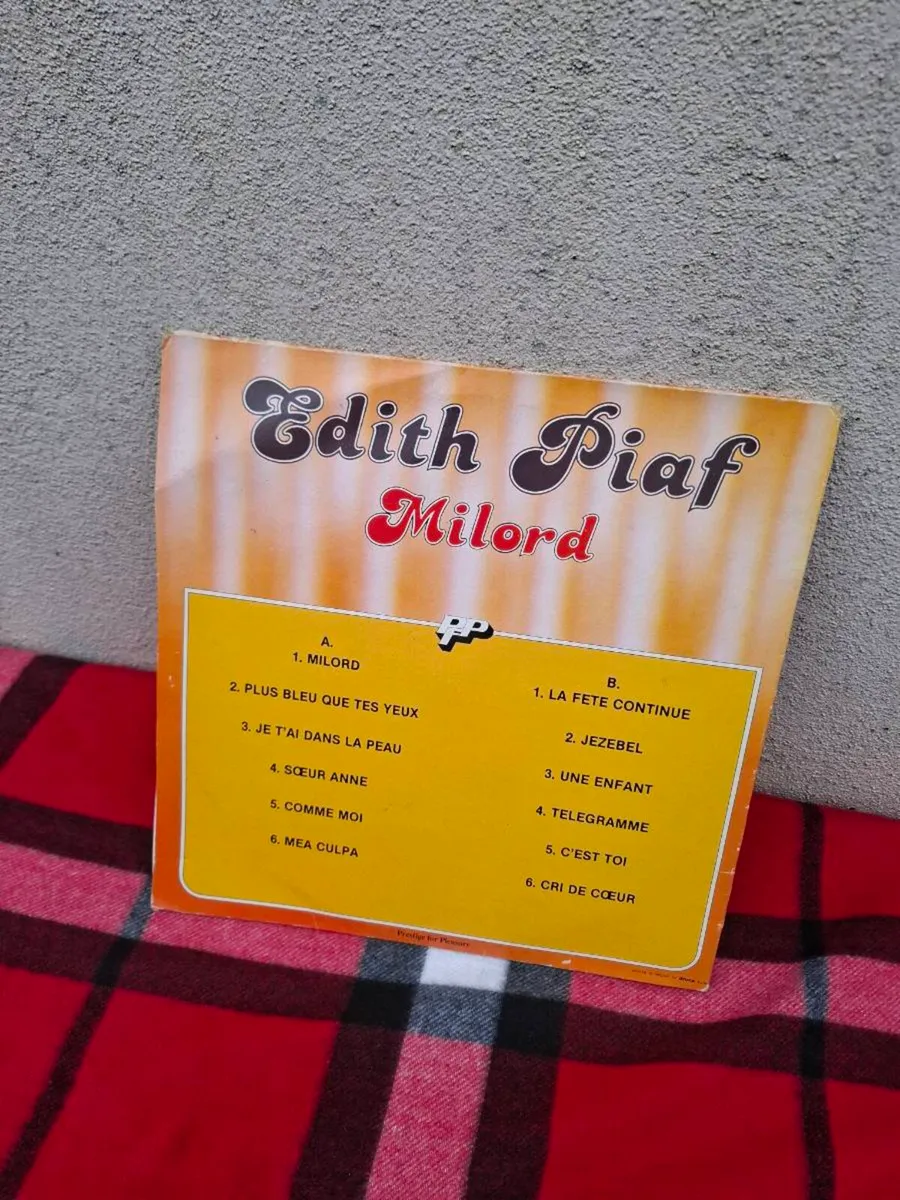 Edith Piaf
Milord
PFP
A.
1. MILORD
2. PLUS BLEU QUE TES YEUX
3. JE T'AI DANS LA PEAU
4. SŒUR ANNE
5. COMME MOI
6. MEA CULPA
B.
1. LA FETE CONTINUE
2. JEZEBEL
3. UNE ENFANT
4. TELEGRAMME
5. C'EST TOI
6. CRI DE CŒUR
Prestige for Pleasure